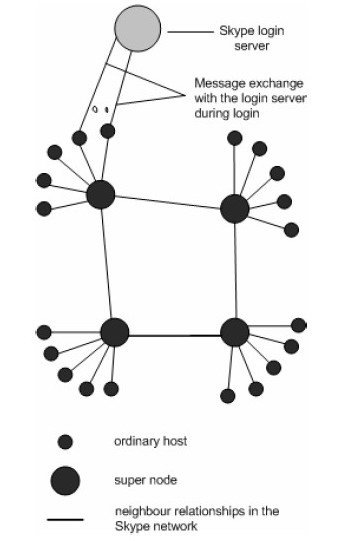 Skype login
server
Message exchange
with the login server
during login
ordinary host
super node
neighbour relationships in the
Skype network